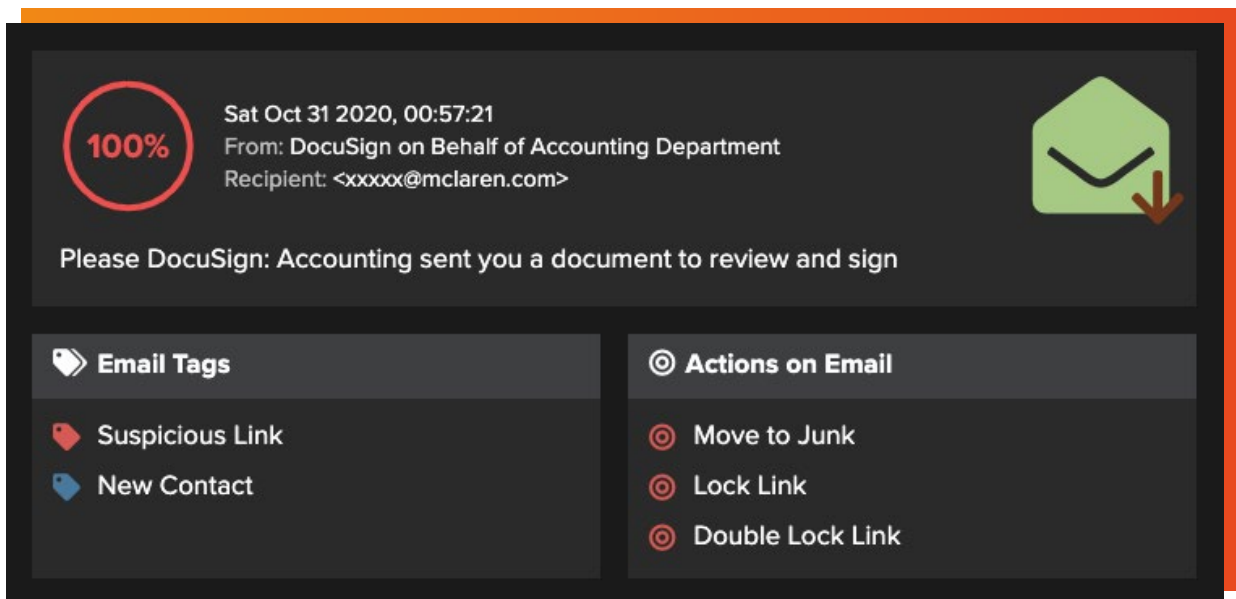 100%
Sat Oct 31 2020, 00:57:21
From: DocuSign on Behalf of Accounting Department
Recipient: <xxxxx@mclaren.com>
Please DocuSign: Accounting sent you a document to review and sign
Email Tags
Suspicious Link
New Contact
Actions on Email
Move to Junk
Lock Link
Double Lock Link